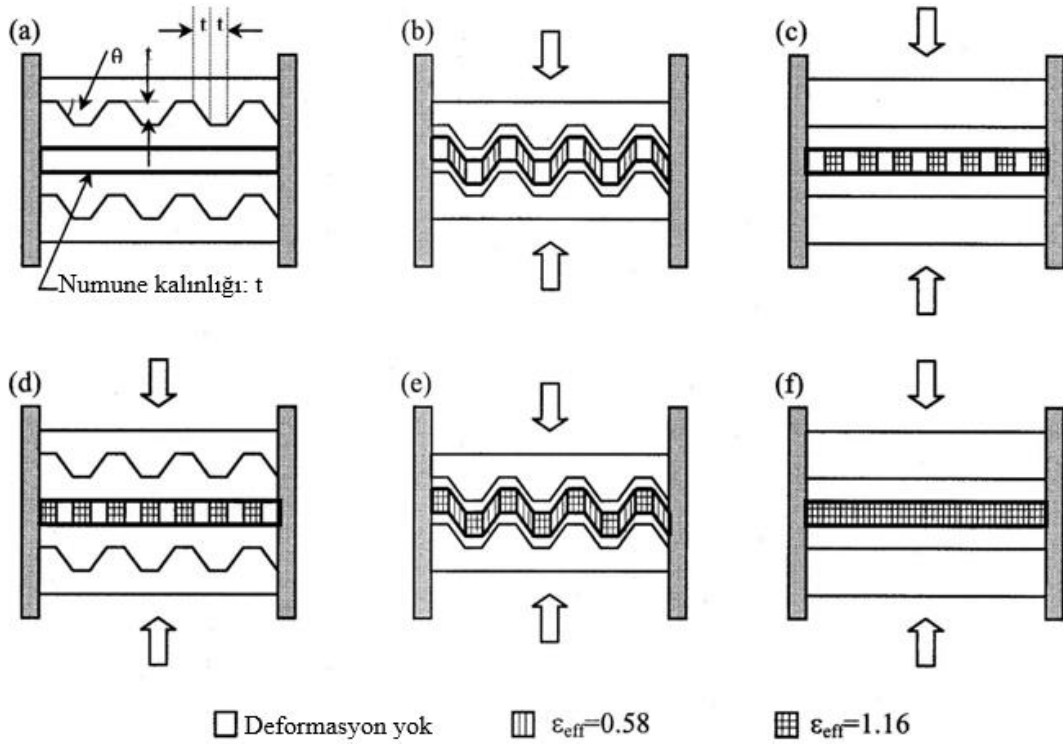 (a)
θ
t
t
t
Numune kalınlığı: t
(b)
(c)
(d)
(e)
(f)
Deformasyon yok
εeff=0.58
εeff=1.16